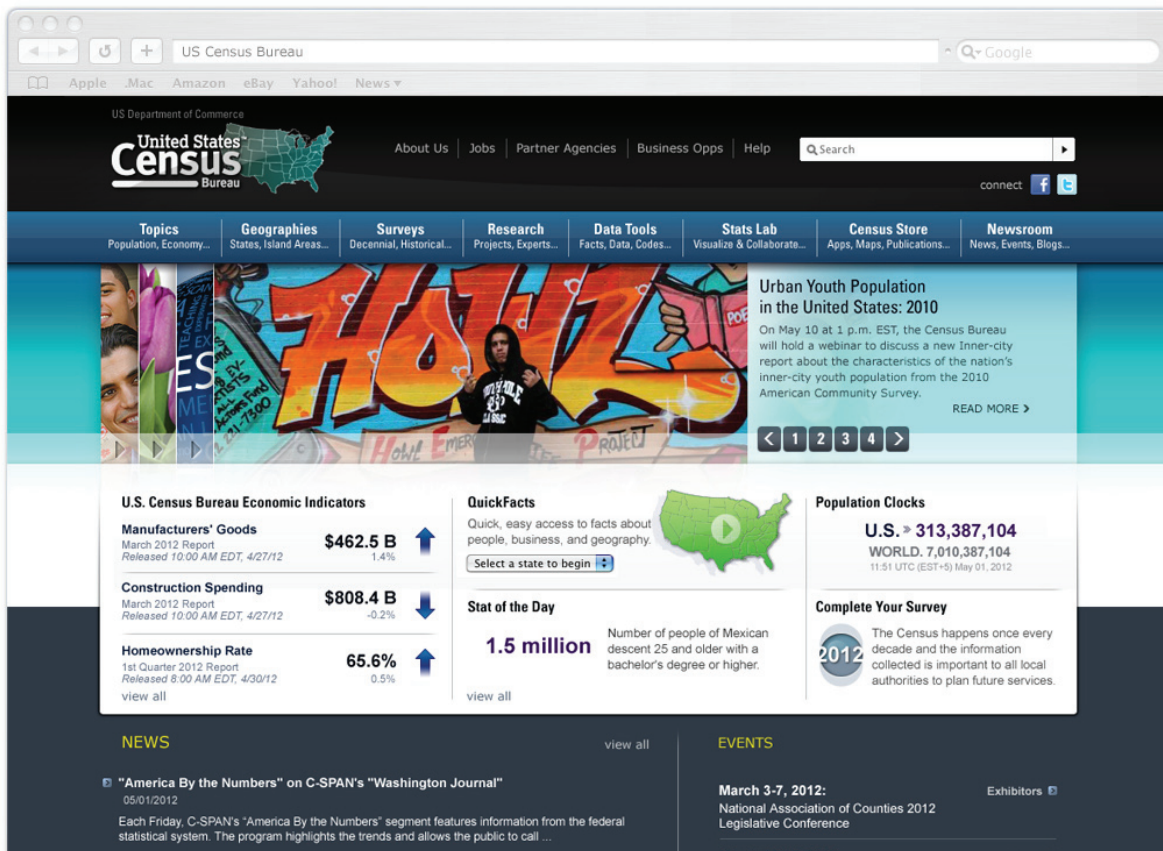 US Census Bureau
Google
Apple .Mac Amazon eBay Yahoo! News
US Department of Commerce
United States
Census
Bureau
About Us Jobs Partner Agencies Business Opps Help
Search
connect
Topics
Population, Economy...
Geographies
States, Island Areas...
Surveys
Decennial, Historical...
Research
Projects, Experts...
Data Tools
Facts, Data, Codes...
Stats Lab
Visualize & Collaborate...
Census Store
Apps, Maps, Publications...
Newsroom
News, Events, Blogs...
HOWL
PROJECT
Urban Youth Population
in the United States: 2010
On May 10 at 1 p.m. EST, the Census Bureau
will hold a webinar to discuss a new Inner-city
report about the characteristics of the nation's
inner-city youth population from the 2010
American Community Survey.
READ MORE
1 2 3 4
U.S. Census Bureau Economic Indicators
Manufacturers' Goods
March 2012 Report
Released 10:00 AM EDT, 4/27/12
$462.5 B
1.4%
Construction Spending
March 2012 Report
Released 10:00 AM EDT, 4/27/12
$808.4 B
-0.2%
Homeownership Rate
1st Quarter 2012 Report
Released 8:00 AM EDT, 4/30/12
65.6%
0.5%
view all
QuickFacts
Quick, easy access to facts about
people, business, and geography.
Select a state to begin
Stat of the Day
1.5 million
Number of people of Mexican
descent 25 and older with a
bachelor's degree or higher.
view all
Population Clocks
U.S. » 313,387,104
WORLD. 7,010,387,104
11:51 UTC (EST+5) May 01, 2012
Complete Your Survey
2012
The Census happens once every
decade and the information
collected is important to all local
authorities to plan future services.
NEWS
view all
"America By the Numbers" on C-SPAN's "Washington Journal"
05/01/2012
Each Friday, C-SPAN's “America By the Numbers” segment features information from the federal
statistical system. The program highlights the trends and allows the public to call ...
EVENTS
March 3-7, 2012:
Exhibitors
National Association of Counties 2012
Legislative Conference